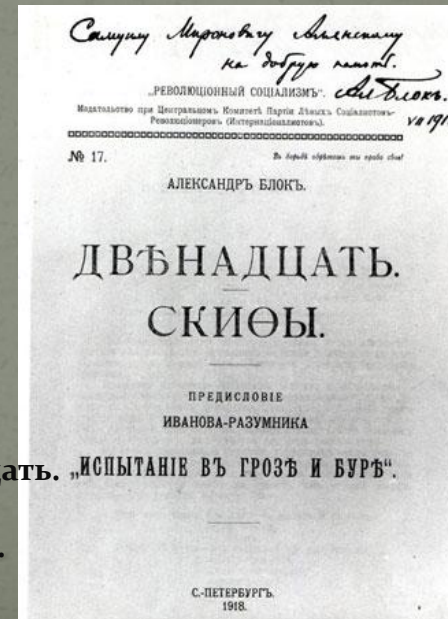 Самуилу Мироновичу Алянскому
на добрую память.
Ал. Блокъ.
„РЕВОЛЮЦІОННЫЙ СОЦІАЛИЗМЪ“.
Издательство при Центральномъ Комитетѣ Партіи Лѣвыхъ Соціалистовъ-
Революціонеровъ (Интернаціоналистовъ).
№ 17.
Въ борьбѣ обрѣтешь ты право свое!
АЛЕКСАНДРЪ БЛОКЪ.
ДВѢНАДЦАТЬ.
СКИѲЫ.
ПРЕДИСЛОВІЕ
ИВАНОВА-РАЗУМНИКА
„ИСПЫТАНІЕ ВЪ ГРОЗѢ И БУРѢ“.
С.-ПЕТЕРБУРГЪ.
1918.